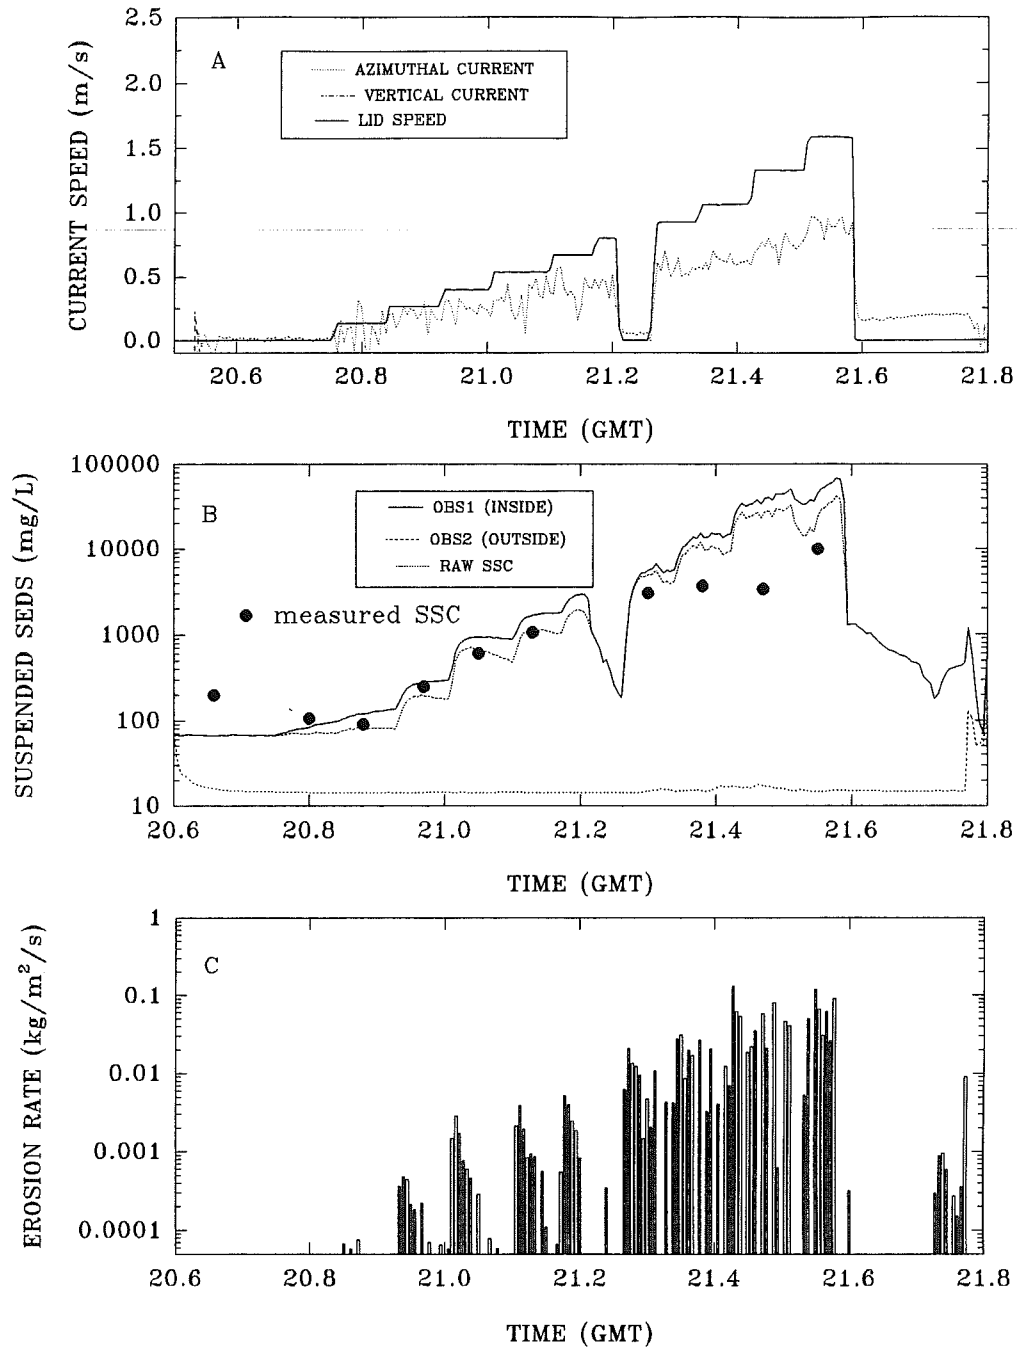 2.5
2.0
1.5
1.0
0.5
0.0
CURRENT SPEED (m/s)
A
AZIMUTHAL CURRENT
VERTICAL CURRENT
LID SPEED
20.6 20.8 21.0 21.2 21.4 21.6 21.8
TIME (GMT)
100000
10000
1000
100
10
SUSPENDED SEDS (mg/L)
B
OBS1 (INSIDE)
OBS2 (OUTSIDE)
RAW SSC
measured SSC
20.6 20.8 21.0 21.2 21.3 21.4 21.6 21.8
TIME (GMT)
1
0.1
0.01
0.001
0.0001
EROSION RATE (kg/m²/s)
C
20.6 20.8 21.0 21.2 21.4 21.6 21.8
TIME (GMT)